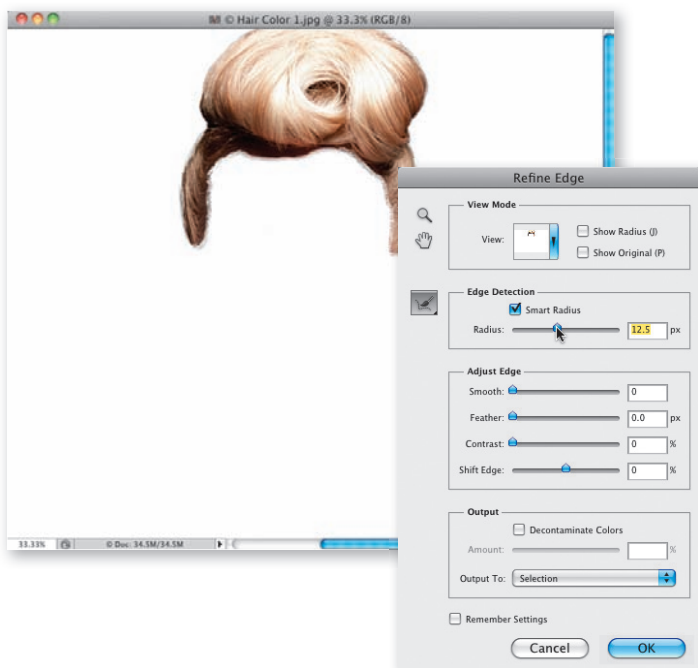 © Hair Color 1.jpg @ 33.3% (RGB/8)
Refine Edge
View Mode
View:
Show Radius (J)
Show Original (P)
Edge Detection
Smart Radius
Radius: 12.5 px
Adjust Edge
Smooth: 0
Feather: 0.0 px
Contrast: 0 %
Shift Edge: 0 %
Output
Decontaminate Colors
Amount: %
Output To: Selection
Remember Settings
Cancel OK
33.33% © Doc: 34.5M/34.5M